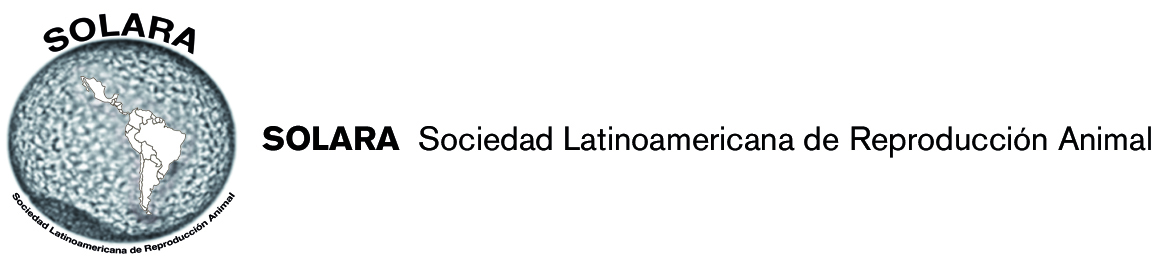 SOLARA
Sociedad Latinoamericana de Reproducción Animal
SOLARA Sociedad Latinoamericana de Reproducción Animal